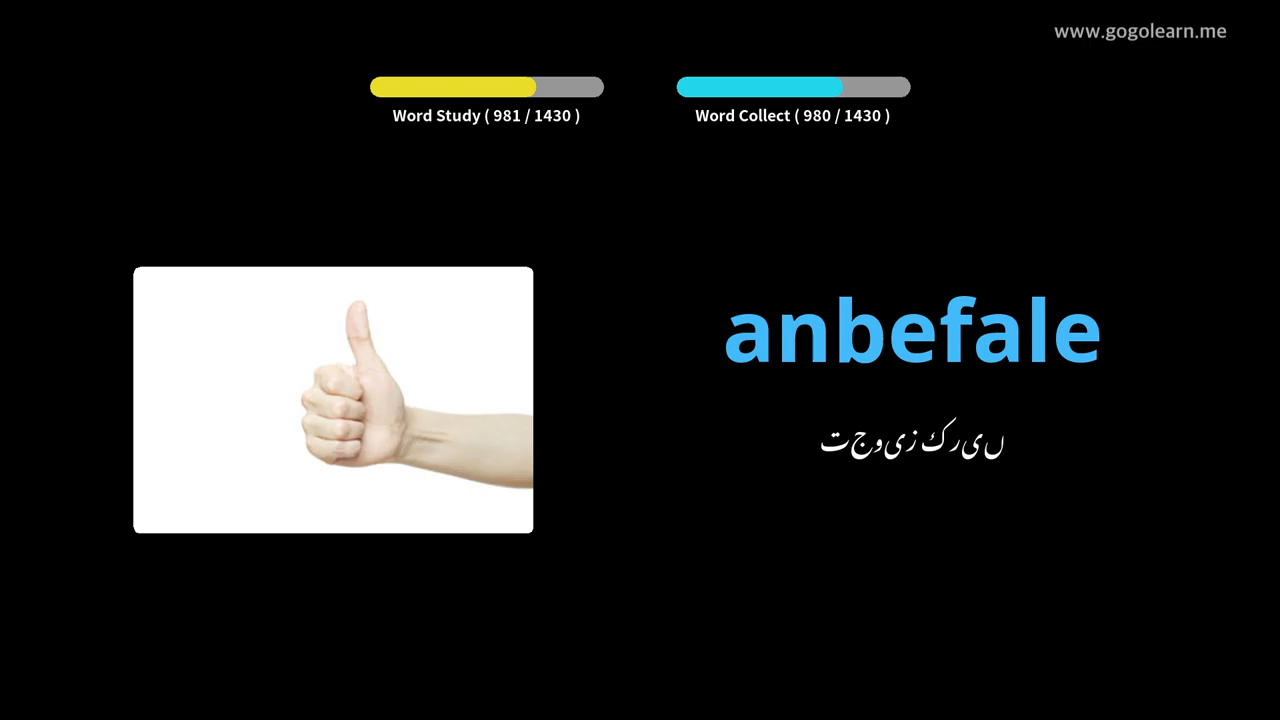 www.gogolearn.me
Word Study ( 981 / 1430 )
Word Collect ( 980 / 1430 )
anbefale
تجویز کریں